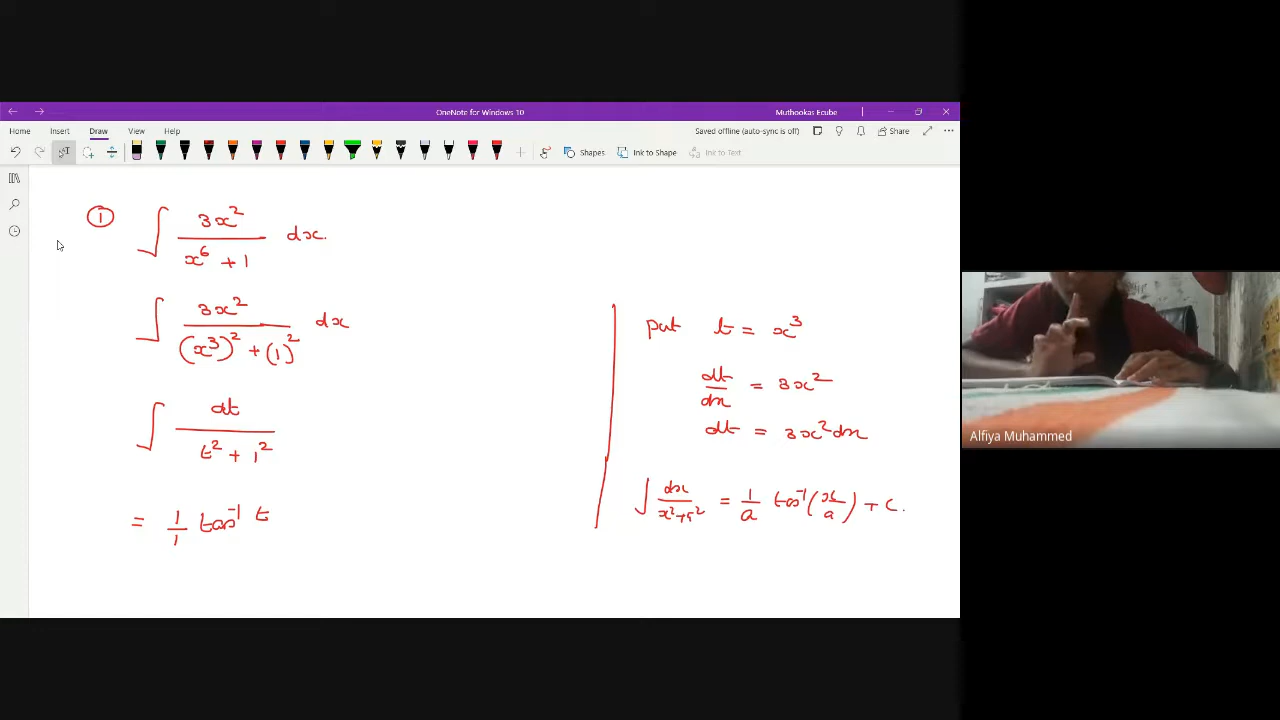 OneNote for Windows 10
Muthookas Ecube
Home Insert Draw View Help
Saved offline (auto-sync is off)
Share
Shapes
Ink to Shape
Ink to Text
① ∫ 3x² / (x⁶ + 1) dx.
∫ 3x² / ((x³)² + (1)²) dx
∫ dt / (t² + 1²)
= 1/1 tan⁻¹ t
put t = x³
dt/dx = 3x²
dt = 3x² dx
∫ dx / (x² + a²) = 1/a tan⁻¹ (x/a) + C.
Alfiya Muhammed